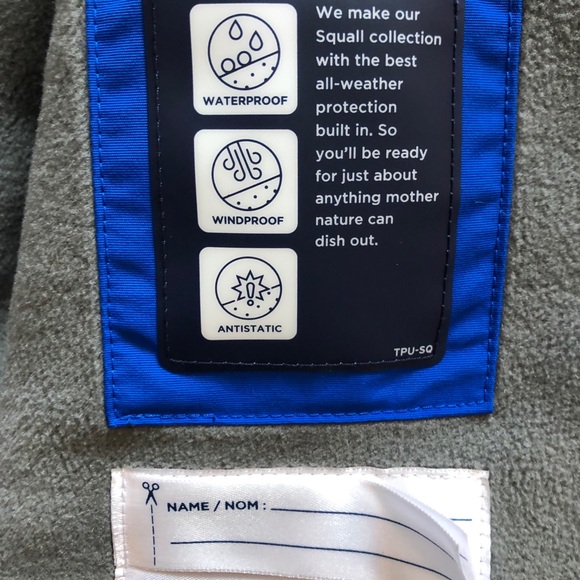 We make our
Squall collection
with the best
all-weather
protection
built in. So
you'll be ready
for just about
anything mother
nature can
dish out.
WATERPROOF
WINDPROOF
ANTISTATIC
TPU-SQ
NAME / NOM :